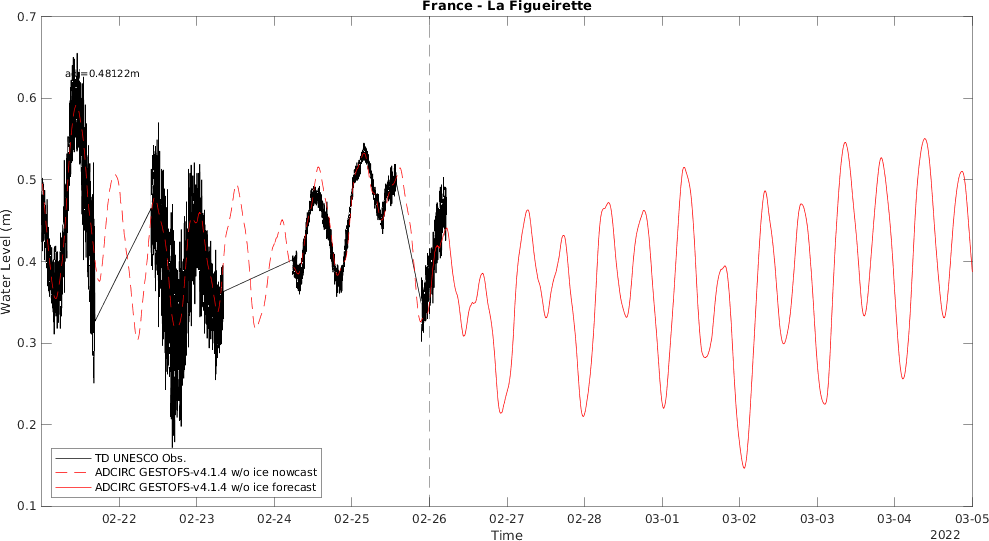 France - La Figueirette
0.7
0.6
0.5
0.4
0.3
0.2
0.1
Water Level (m)
=0.48122m
TD UNESCO Obs.
ADCIRC GESTOFS-v4.1.4 w/o ice nowcast
ADCIRC GESTOFS-v4.1.4 w/o ice forecast
02-22 02-23 02-24 02-25 02-26 02-27 02-28 03-01 03-02 03-03 03-04 03-05
Time
2022